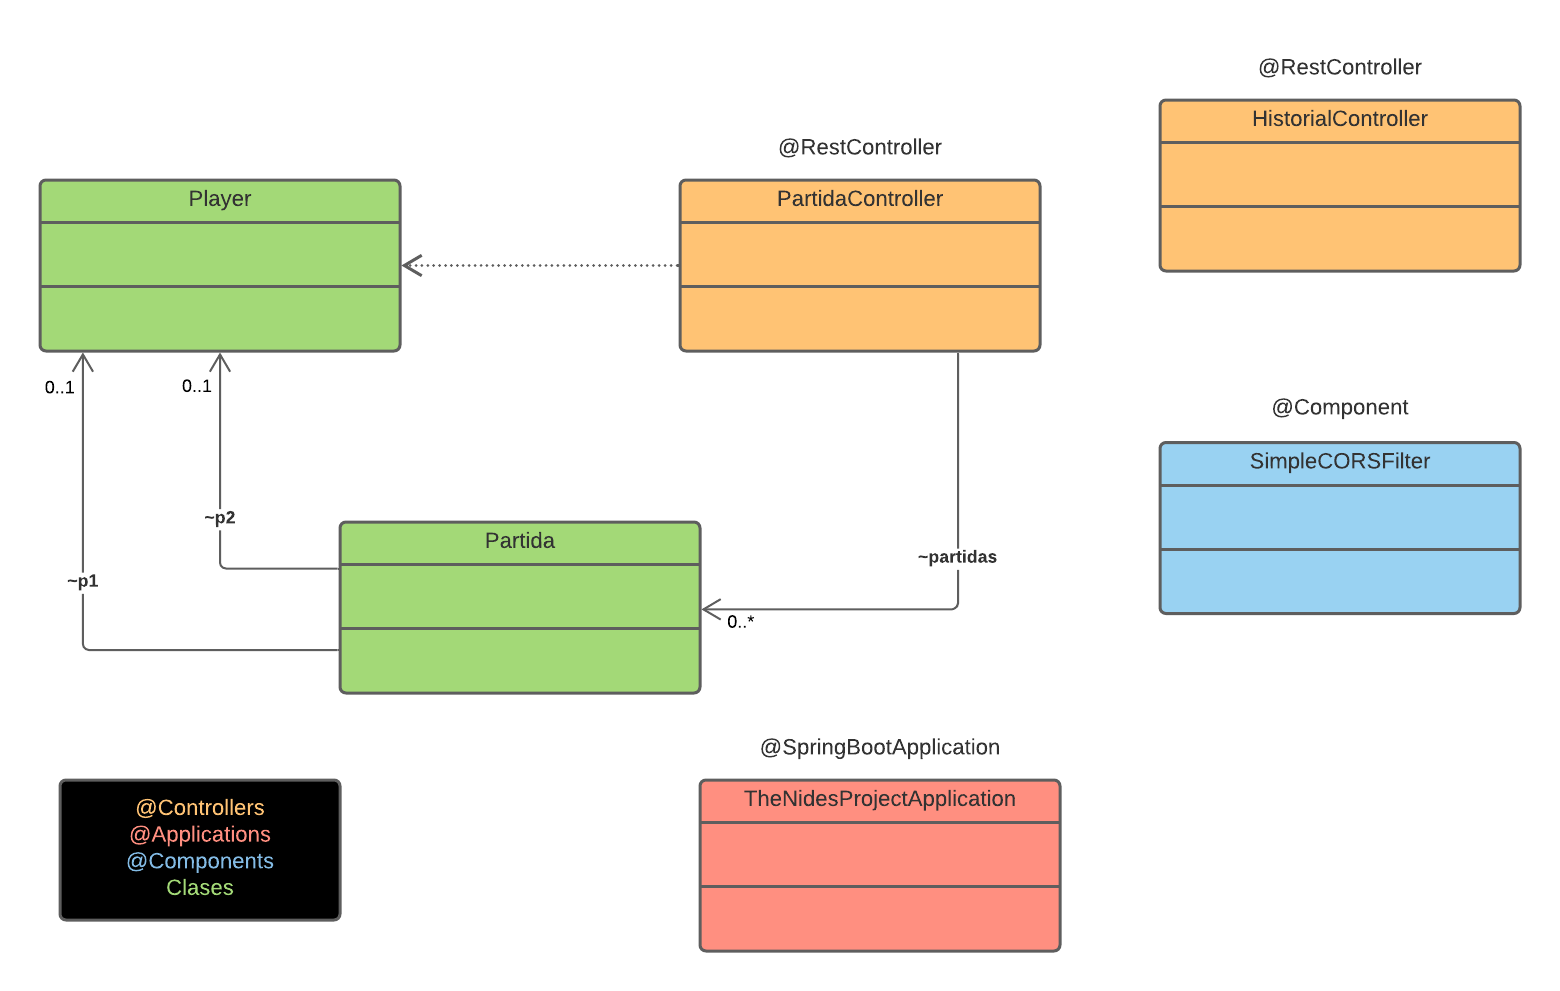 @RestController
HistorialController
@RestController
Player
PartidaController
0..1
0..1
@Component
SimpleCORSFilter
~p2
Partida
~partidas
~p1
0..*
@SpringBootApplication
TheNidesProjectApplication
@Controllers
@Applications
@Components
Clases